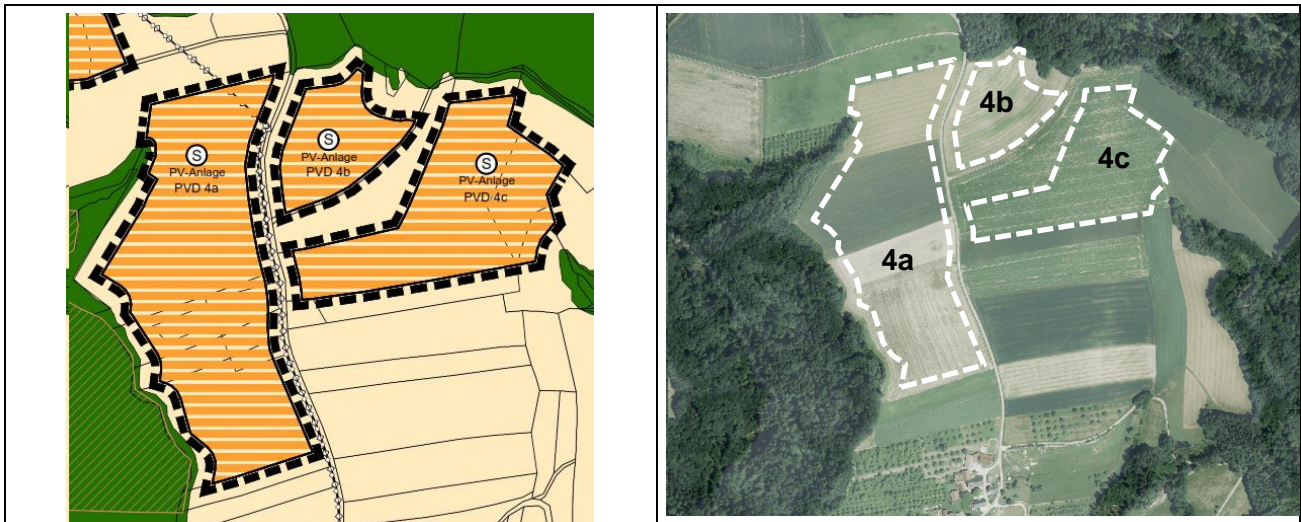 S
PV-Anlage
PVD 4a
S
PV-Anlage
PVD 4b
S
PV-Anlage
PVD 4c
4b
4c
4a